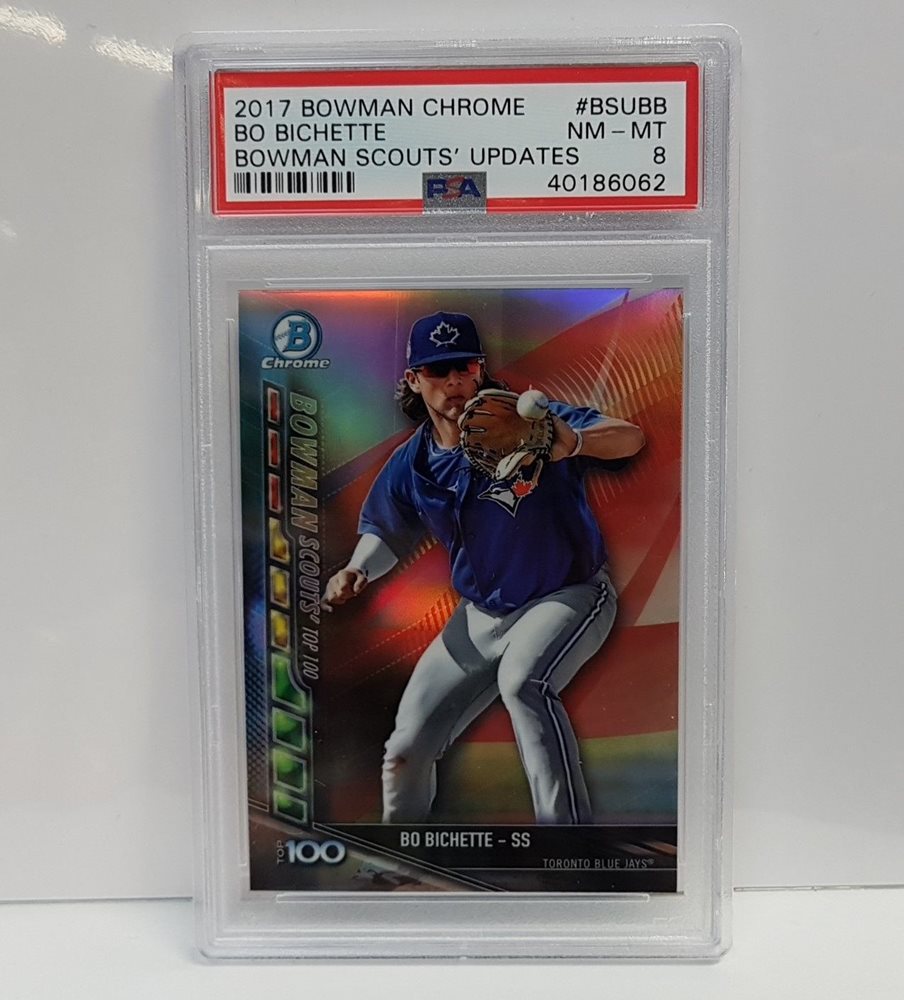 2017 BOWMAN CHROME #BSUBB
BO BICHETTE NM – MT
BOWMAN SCOUTS' UPDATES 8
PSA 40186062
B
Chrome
BOWMAN SCOUTS' TOP 100
BO BICHETTE – SS
TOP 100
TORONTO BLUE JAYS®